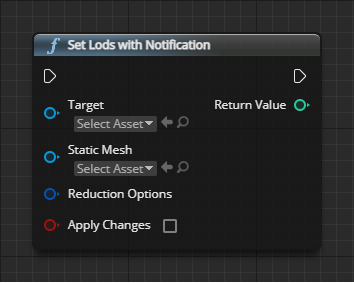 Set Lods with Notification
Target
Return Value
Select Asset
Static Mesh
Select Asset
Reduction Options
Apply Changes